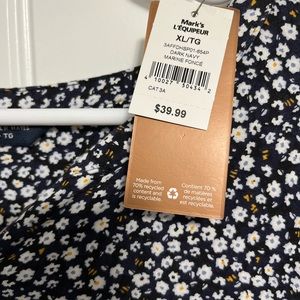 Mark's
L'ÉQUIPEUR
XL/TG
DARK NAVY
MARINE FONCÉ
CAT 3A
$39.99
Made from
70% recycled
content and
is recyclable.
Contient 70 %
de matières
recyclées et
est recyclable.
TG